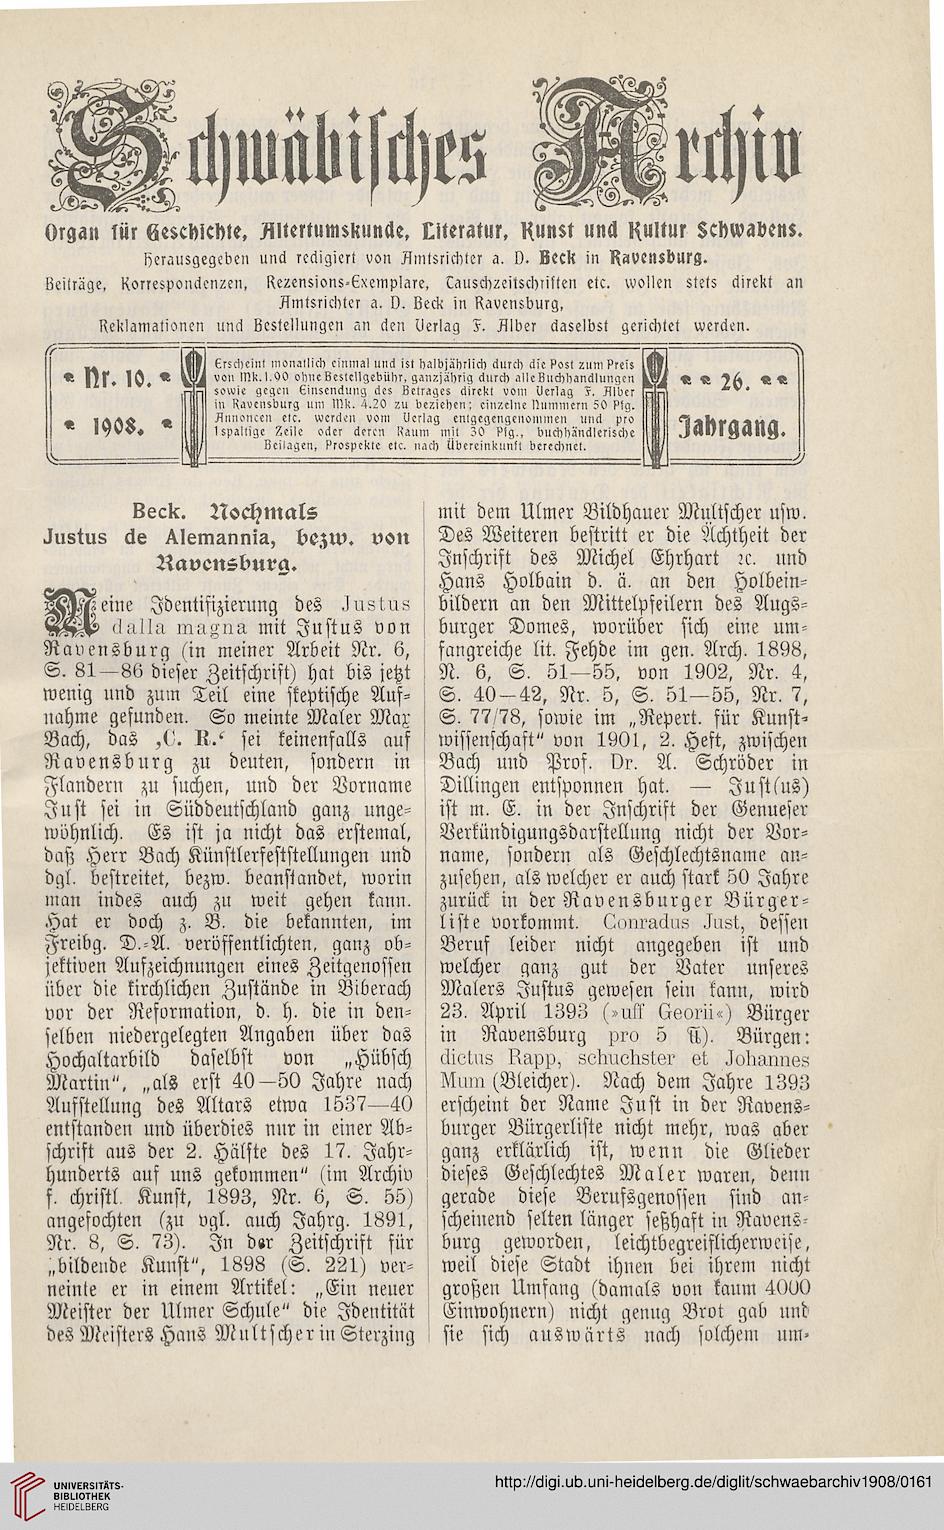 Schwäbisches Archiv
Organ für Geschichte, Altertumskunde, Literatur, Kunst und Kultur Schwabens.
Herausgegeben und redigiert von Amtsrichter a. D. Beck in Ravensburg.
Beiträge, Korrespondenzen, Rezensions-Exemplare, Tauschzeitschriften etc. wollen stets direkt an
Amtsrichter a. D. Beck in Ravensburg,
Reklamationen und Bestellungen an den Verlag F. Alber daselbst gerichtet werden.
Nr. 10.
1908.
Erscheint monatlich einmal und ist halbjährlich durch die Post zum Preis
von Mk. 1.90 ohne Bestellgebühr, ganzjährig durch alle Buchhandlungen
sowie gegen Einsendung des Betrages direkt vom Verlag F. Alber
in Ravensburg um Mk. 4.20 zu beziehen; einzelne Nummern 50 Pfg.
Annoncen etc. werden vom Verlag entgegengenommen und pro
1spaltige Zeile oder deren Raum mit 30 Pfg., buchhändlerische
Beilagen, Prospekte etc. nach Übereinkunft berechnet.
26.
Jahrgang.
Beck. Nochmals
Justus de Alemannia, bezw. von
Ravensburg.
Meine Identifizierung des Justus
dalla magna mit Justus von
Ravensburg (in meiner Arbeit Nr. 6,
S. 81—86 dieser Zeitschrift) hat bis jetzt
wenig und zum Teil eine skeptische Auf-
nahme gefunden. So meinte Maler Max
Bach, das ‚C. R.‘ sei keinenfalls auf
Ravensburg zu deuten, sondern in
Flandern zu suchen, und der Vorname
Just sei in Süddeutschland ganz unge-
wöhnlich. Es ist ja nicht das erstemal,
daß Herr Bach Künstlerfeststellungen und
dgl. bestreitet, bezw. beanstandet, worin
man indes auch zu weit gehen kann.
Hat er doch z. B. die bekannten, im
Freibg. D.-A. veröffentlichten, ganz ob-
jektiven Aufzeichnungen eines Zeitgenossen
über die kirchlichen Zustände in Biberach
vor der Reformation, d. h. die in den-
selben niedergelegten Angaben über das
Hochaltarbild daselbst von „Hübsch
Martin", „als erst 40—50 Jahre nach
Aufstellung des Altars etwa 1537—40
entstanden und überdies nur in einer Ab-
schrift aus der 2. Hälfte des 17. Jahr-
hunderts auf uns gekommen" (im Archiv
f. christl. Kunst, 1893, Nr. 6, S. 55)
angefochten (zu vgl. auch Jahrg. 1891,
Nr. 8, S. 73). In der Zeitschrift für
„bildende Kunst", 1898 (S. 221) ver-
neinte er in einem Artikel: „Ein neuer
Meister der Ulmer Schule" die Identität
des Meisters Hans Multscher in Sterzing
mit dem Ulmer Bildhauer Multscher usw.
Des Weiteren bestritt er die Ächtheit der
Inschrift des Michel Ehrhart ꝛc. und
Hans Holbain d. ä. an den Holbein-
bildern an den Mittelpfeilern des Augs-
burger Domes, worüber sich eine um-
fangreiche lit. Fehde im gen. Arch. 1898,
N. 6, S. 51—55, von 1902, Nr. 4,
S. 40—42, Nr. 5, S. 51—55, Nr. 7,
S. 77/78, sowie im „Repert. für Kunst-
wissenschaft" von 1901, 2. Heft, zwischen
Bach und Prof. Dr. A. Schröder in
Dillingen entsponnen hat. — Just(us)
ist m. E. in der Inschrift der Genueser
Verkündigungsdarstellung nicht der Vor-
name, sondern als Geschlechtsname an-
zusehen, als welcher er auch stark 50 Jahre
zurück in der Ravensburger Bürger-
liste vorkommt. Conradus Just, dessen
Beruf leider nicht angegeben ist und
welcher ganz gut der Vater unseres
Malers Justus gewesen sein kann, wird
23. April 1393 (»uff Georii«) Bürger
in Ravensburg pro 5 ℔). Bürgen:
dictus Rapp, schuchster et Johannes
Mum (Bleicher). Nach dem Jahre 1393
erscheint der Name Just in der Ravens-
burger Bürgerliste nicht mehr, was aber
ganz erklärlich ist, wenn die Glieder
dieses Geschlechtes Maler waren, denn
gerade diese Berufsgenossen sind an-
scheinend selten länger seßhaft in Ravens-
burg geworden, leichtbegreiflicherweise,
weil diese Stadt ihnen bei ihrem nicht
großen Umfang (damals von kaum 4000
Einwohnern) nicht genug Brot gab und
sie sich auswärts nach solchem um-
UNIVERSITÄTS-
BIBLIOTHEK
HEIDELBERG
http://digi.ub.uni-heidelberg.de/diglit/schwaebarchiv1908/0161